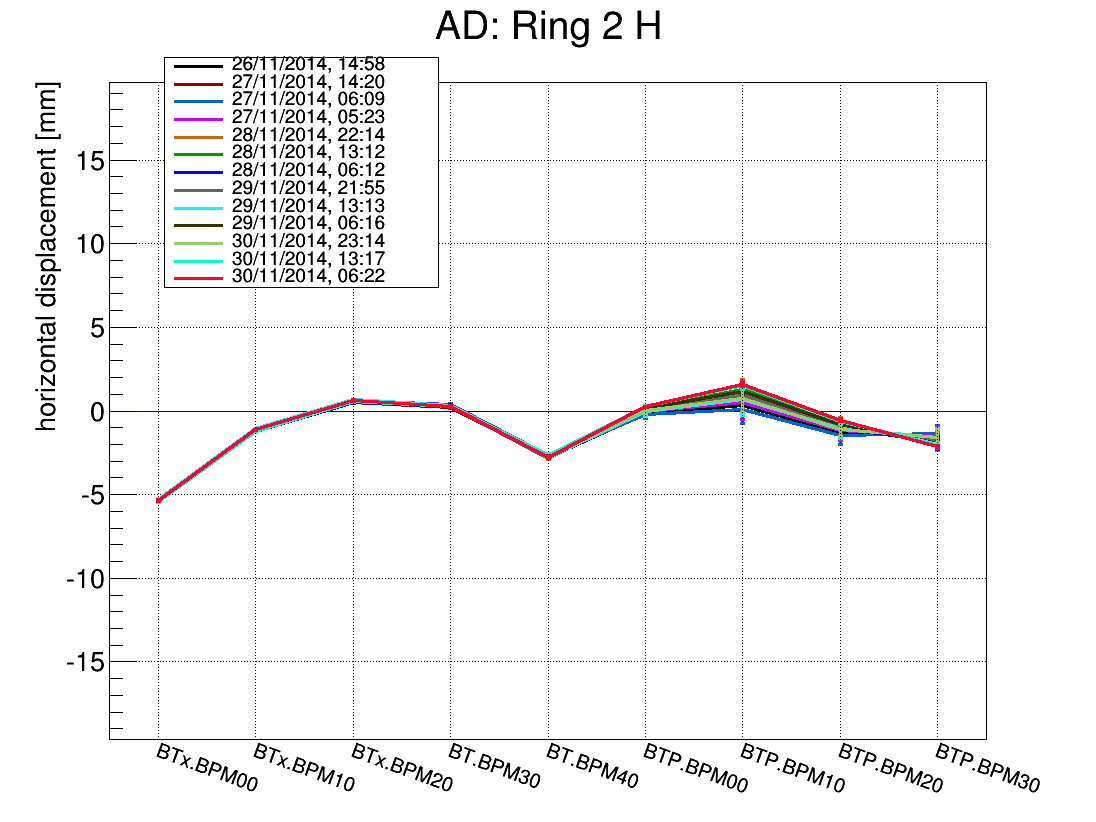 AD: Ring 2 H
horizontal displacement [mm]
26/11/2014, 14:58
27/11/2014, 14:20
27/11/2014, 06:09
27/11/2014, 05:23
28/11/2014, 22:14
28/11/2014, 13:12
28/11/2014, 06:12
29/11/2014, 21:55
29/11/2014, 13:13
29/11/2014, 06:16
30/11/2014, 23:14
30/11/2014, 13:17
30/11/2014, 06:22
15
10
5
0
-5
-10
-15
BTx.BPM00
BTx.BPM10
BTx.BPM20
BT.BPM30
BT.BPM40
BTP.BPM00
BTP.BPM10
BTP.BPM20
BTP.BPM30